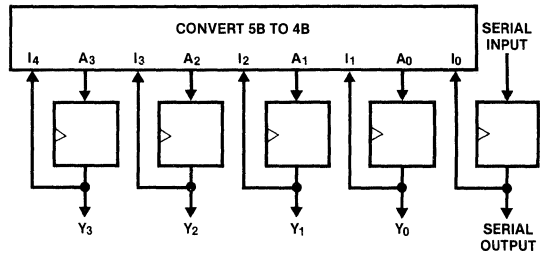 CONVERT 5B TO 4B
SERIAL
INPUT
I4 A3 I3 A2 I2 A1 I1 A0 I0
Y3 Y2 Y1 Y0
SERIAL
OUTPUT